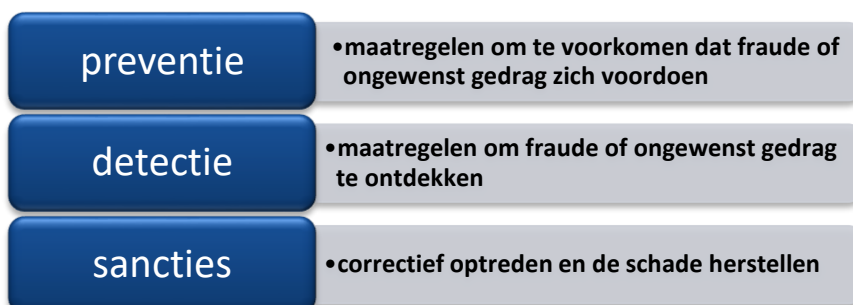 preventie
•maatregelen om te voorkomen dat fraude of
ongewenst gedrag zich voordoen
detectie
•maatregelen om fraude of ongewenst gedrag
te ontdekken
sancties
•correctief optreden en de schade herstellen